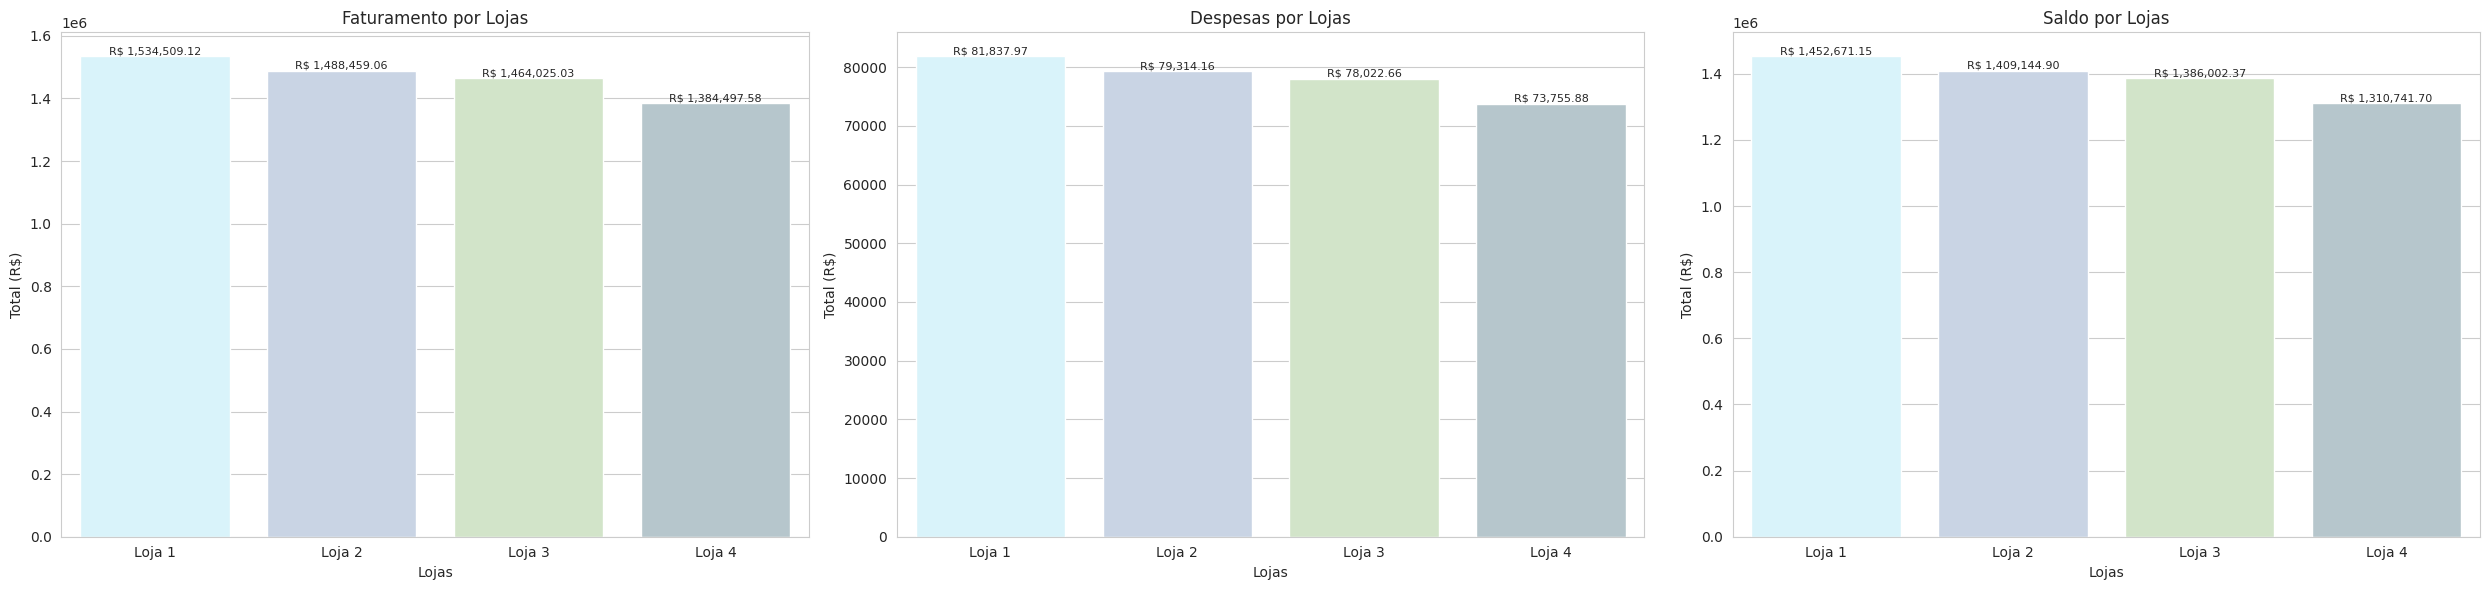 Faturamento por Lojas
1e6
1.6
1.4
1.2
1.0
0.8
0.6
0.4
0.2
0.0
Total (R$)
R$ 1,534,509.12
R$ 1,488,459.06
R$ 1,464,025.03
R$ 1,384,497.58
Loja 1
Loja 2
Loja 3
Loja 4
Lojas
Despesas por Lojas
80000
70000
60000
50000
40000
30000
20000
10000
0
Total (R$)
R$ 81,837.97
R$ 79,314.16
R$ 78,022.66
R$ 73,755.88
Loja 1
Loja 2
Loja 3
Loja 4
Lojas
Saldo por Lojas
1e6
1.4
1.2
1.0
0.8
0.6
0.4
0.2
0.0
Total (R$)
R$ 1,452,671.15
R$ 1,409,144.90
R$ 1,386,002.37
R$ 1,310,741.70
Loja 1
Loja 2
Loja 3
Loja 4
Lojas